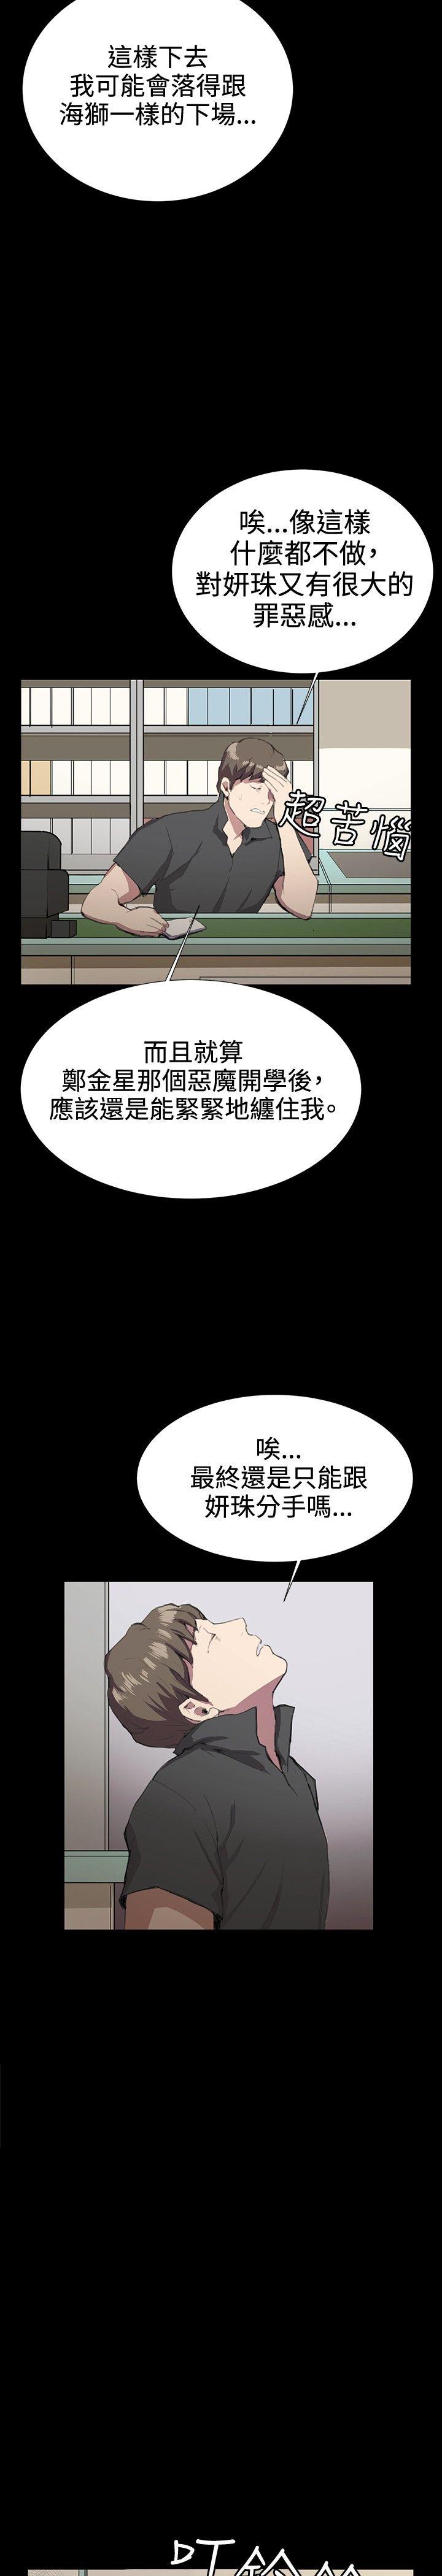 這樣下去
我可能會落得跟
海獅一樣的下場...
唉...像這樣
什麼都不做,
對妍珠又有很大的
罪惡感...
超苦惱
而且就算
鄭金星那個惡魔開學後,
應該還是能緊緊地纏住我。
唉...
最終還是只能跟
妍珠分手嗎...